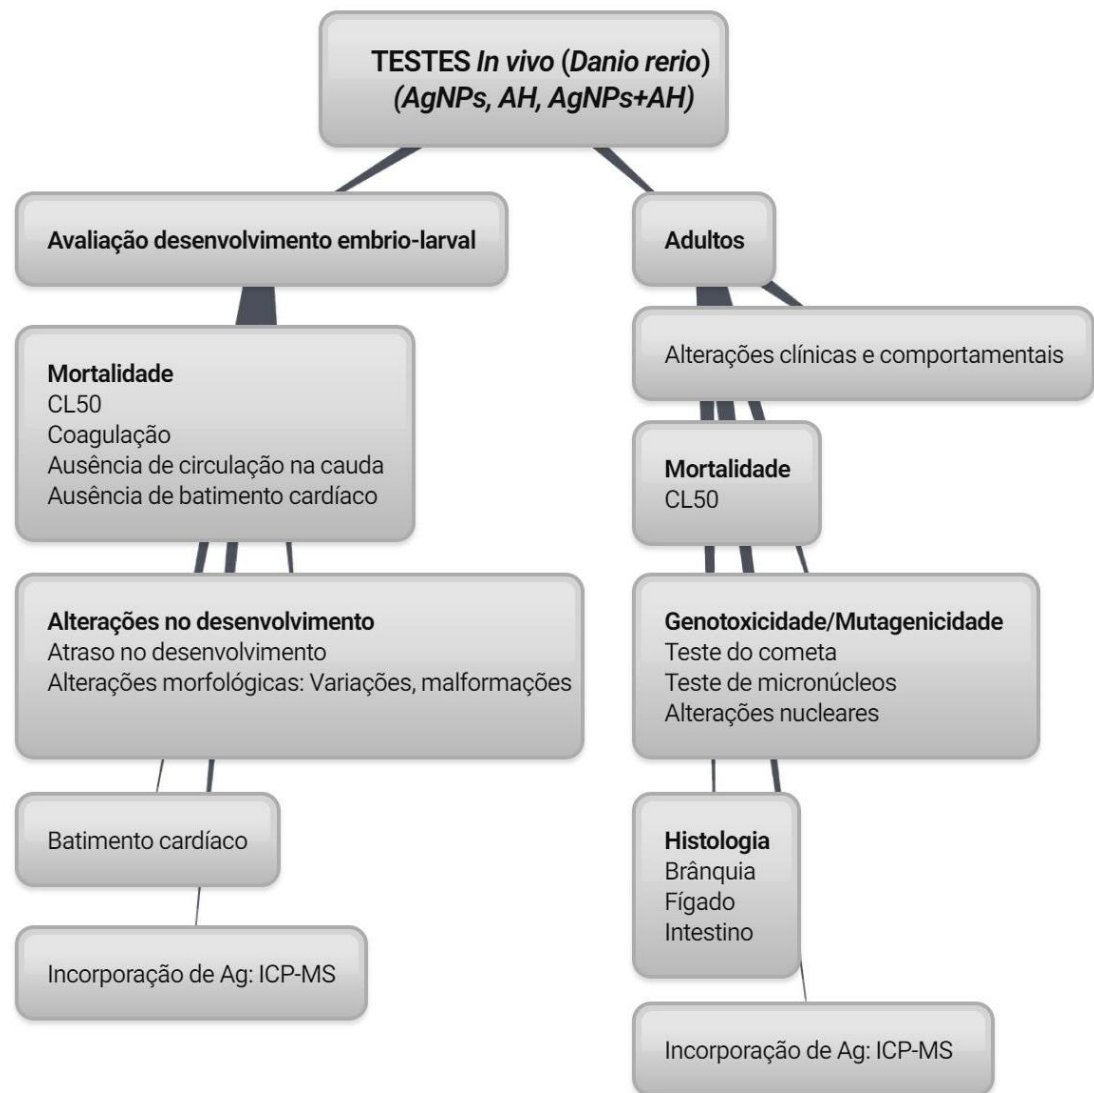 TESTES In vivo (Danio rerio)
(AgNPs, AH, AgNPs+AH)
Avaliação desenvolvimento embrio-larval
Mortalidade
CL50
Coagulação
Ausência de circulação na cauda
Ausência de batimento cardíaco
Alterações no desenvolvimento
Atraso no desenvolvimento
Alterações morfológicas: Variações, malformações
Batimento cardíaco
Incorporação de Ag: ICP-MS
Adultos
Alterações clínicas e comportamentais
Mortalidade
CL50
Genotoxicidade/Mutagenicidade
Teste do cometa
Teste de micronúcleos
Alterações nucleares
Histologia
Brânquia
Fígado
Intestino
Incorporação de Ag: ICP-MS